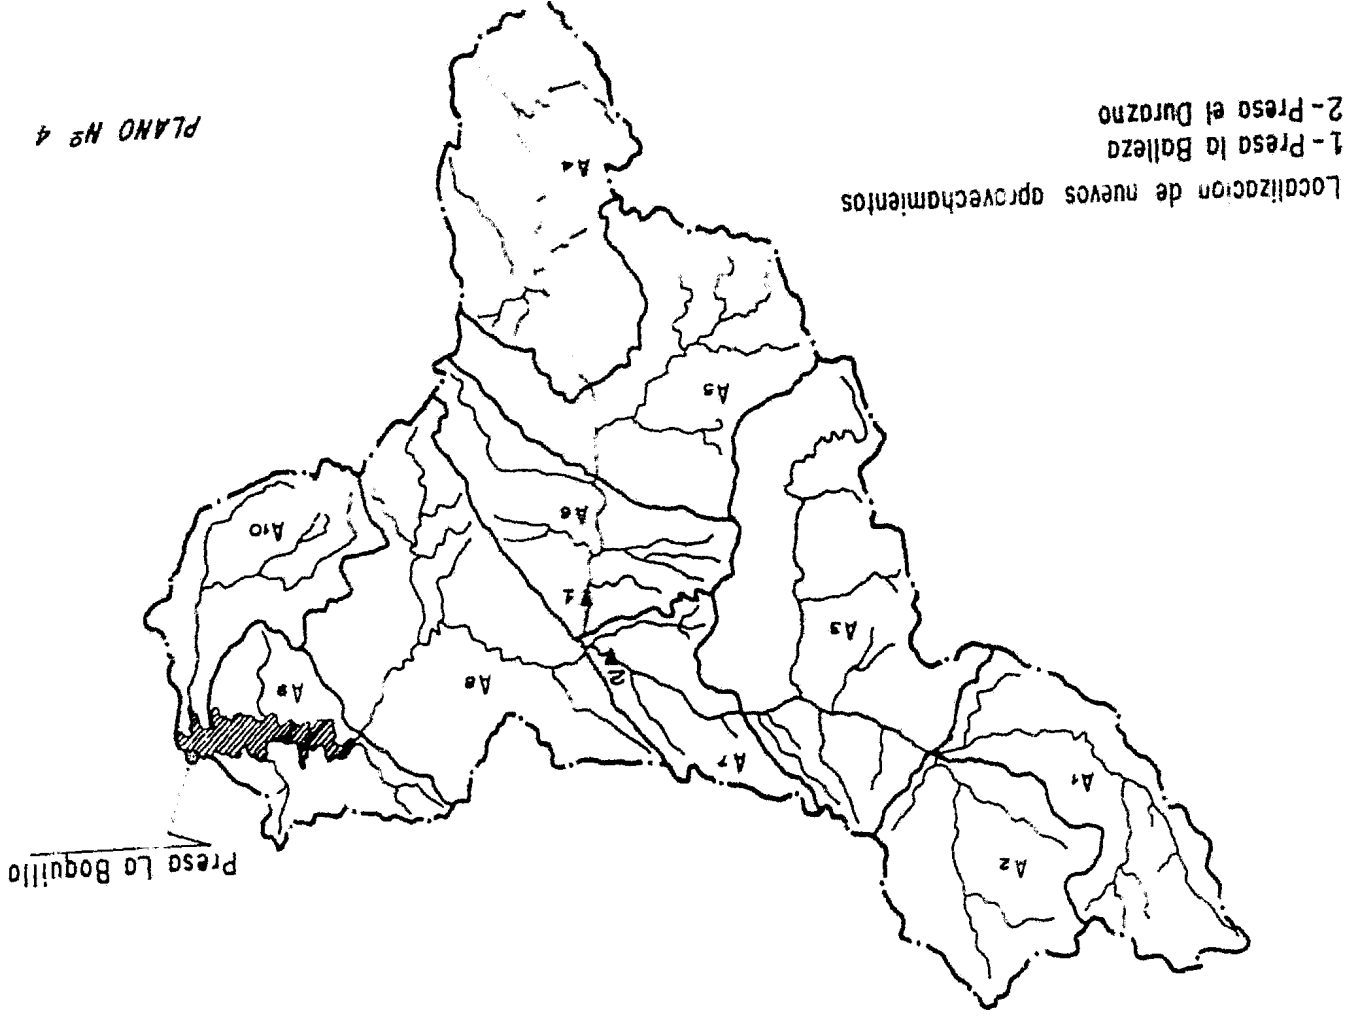 Presa La Boquilla
A2
A1
A7
A9
A8
2
A3
1
A10
A6
A5
Localizacion de nuevos aprovechamientos
1- Presa la Balleza
2- Presa el Durazno
A4
PLANO Nº 4